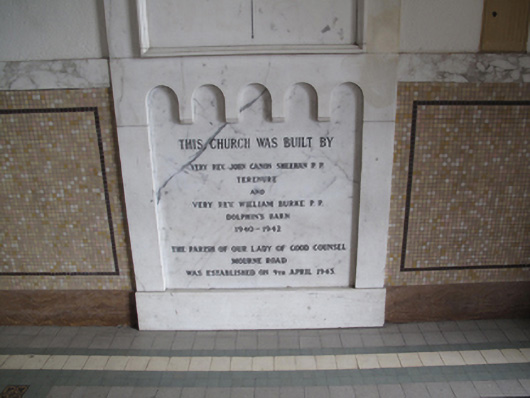 THIS CHURCH WAS BUILT BY
VERY REV. JOHN CANON SHEEHAN P. P.
TERENURE
AND
VERY REV. WILLIAM BURKE P. P.
DOLPHIN'S BARN
1940-1942
THE PARISH OF OUR LADY OF GOOD COUNSEL
MOURNE ROAD
WAS ESTABLISHED ON 9TH APRIL 1943.